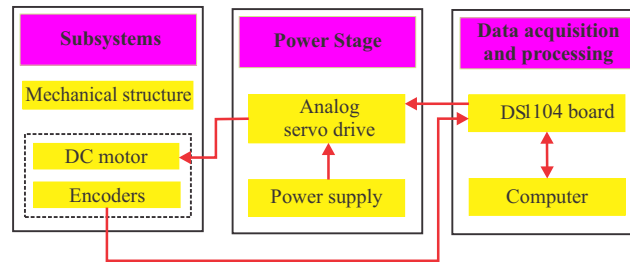 Subsystems
Mechanical structure
DC motor
Encoders
Power Stage
Analog
servo drive
Power supply
Data acquisition
and processing
DS1104 board
Computer